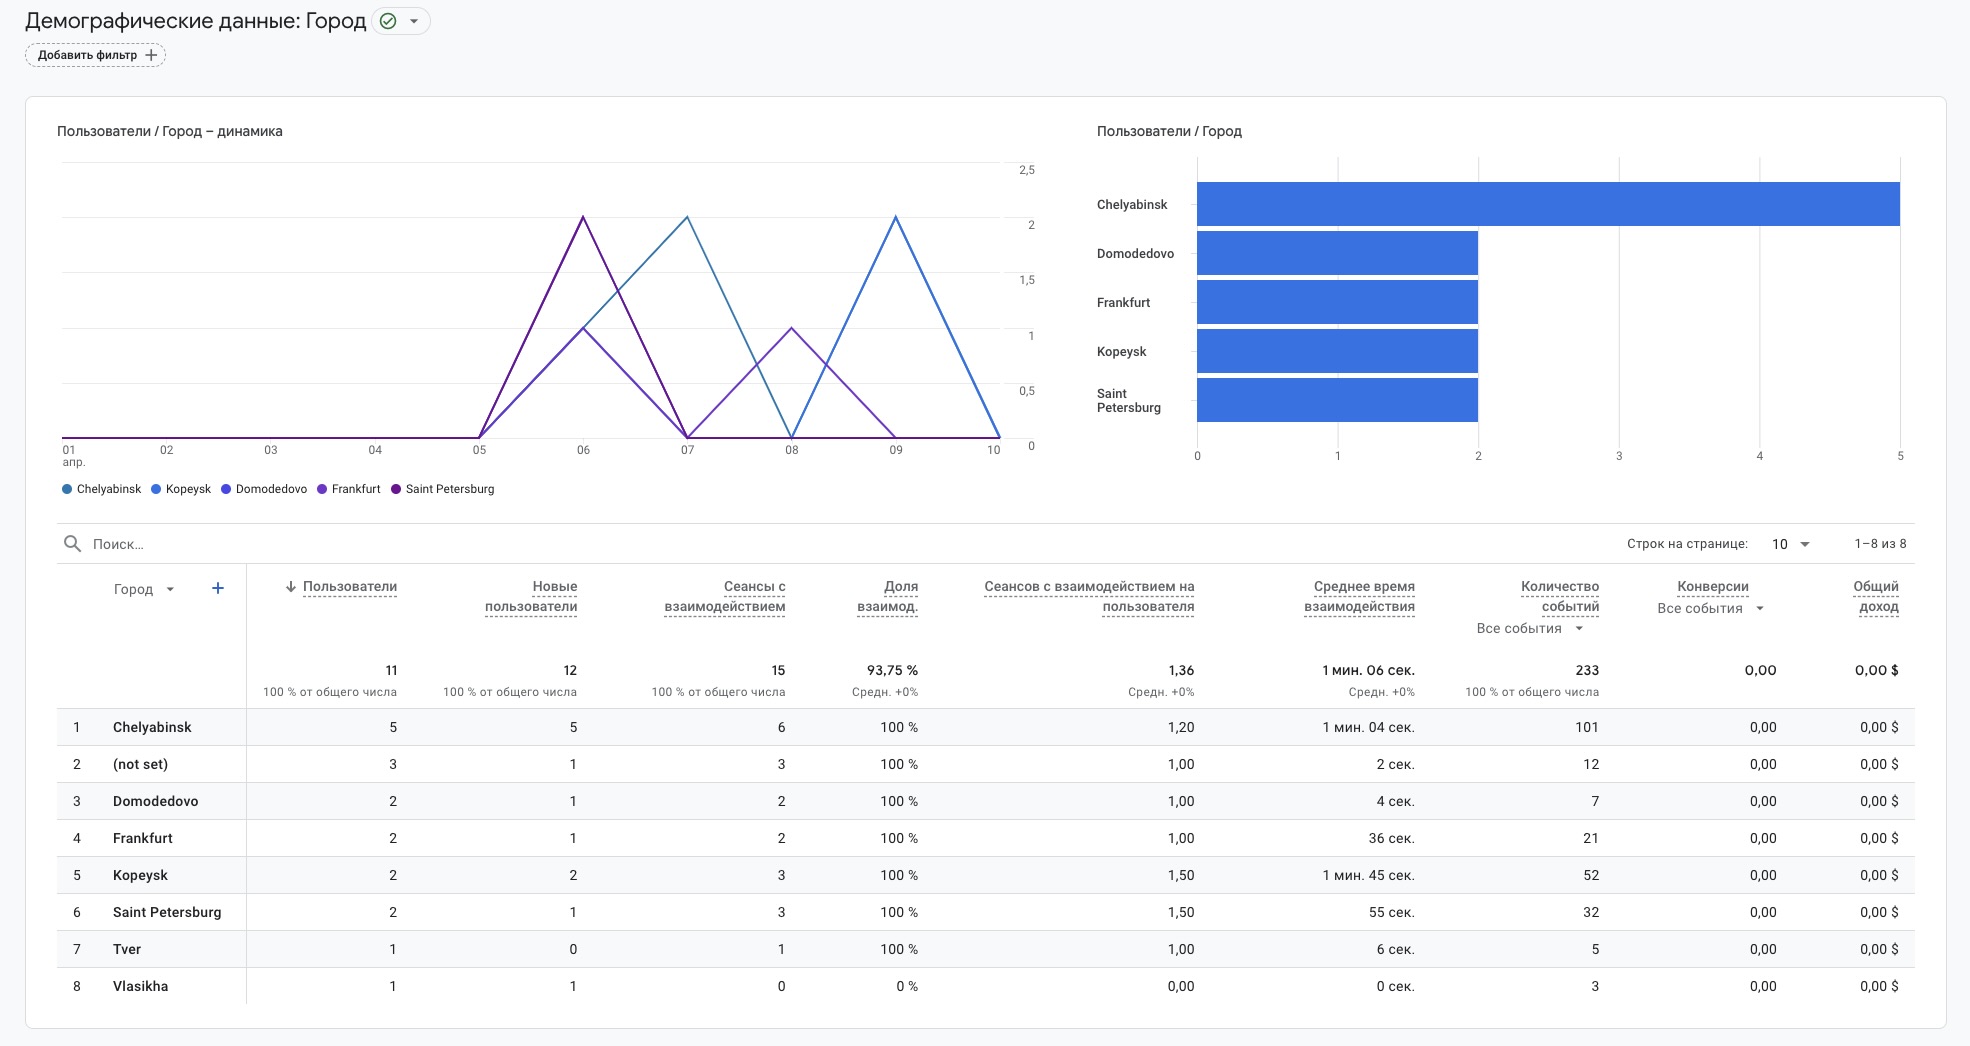 Демографические данные: Город
Добавить фильтр
Пользователи / Город – динамика
2,5
2
1,5
1
0,5
0
01 02 03 04 05 06 07 08 09 10
апр.
Chelyabinsk Kopeysk Domodedovo Frankfurt Saint Petersburg
Пользователи / Город
Chelyabinsk
Domodedovo
Frankfurt
Kopeysk
Saint
Petersburg
0 1 2 3 4 5
Поиск…
Строк на странице: 10 1–8 из 8
Город + Пользователи Новые Сеансы с Доля Сеансов с взаимодействием на Среднее время Количество Конверсии Общий
пользователи взаимодействием взаимод. пользователя взаимодействия событий Все события доход
Все события
11 12 15 93,75 % 1,36 1 мин. 06 сек. 233 0,00 0,00 $
100 % от общего числа 100 % от общего числа 100 % от общего числа Средн. +0% Средн. +0% Средн. +0% 100 % от общего числа
1 Chelyabinsk 5 5 6 100 % 1,20 1 мин. 04 сек. 101 0,00 0,00 $
2 (not set) 3 1 3 100 % 1,00 2 сек. 12 0,00 0,00 $
3 Domodedovo 2 1 2 100 % 1,00 4 сек. 7 0,00 0,00 $
4 Frankfurt 2 1 2 100 % 1,00 36 сек. 21 0,00 0,00 $
5 Kopeysk 2 2 3 100 % 1,50 1 мин. 45 сек. 52 0,00 0,00 $
6 Saint Petersburg 2 1 3 100 % 1,50 55 сек. 32 0,00 0,00 $
7 Tver 1 0 1 100 % 1,00 6 сек. 5 0,00 0,00 $
8 Vlasikha 1 1 0 0 % 0,00 0 сек. 3 0,00 0,00 $